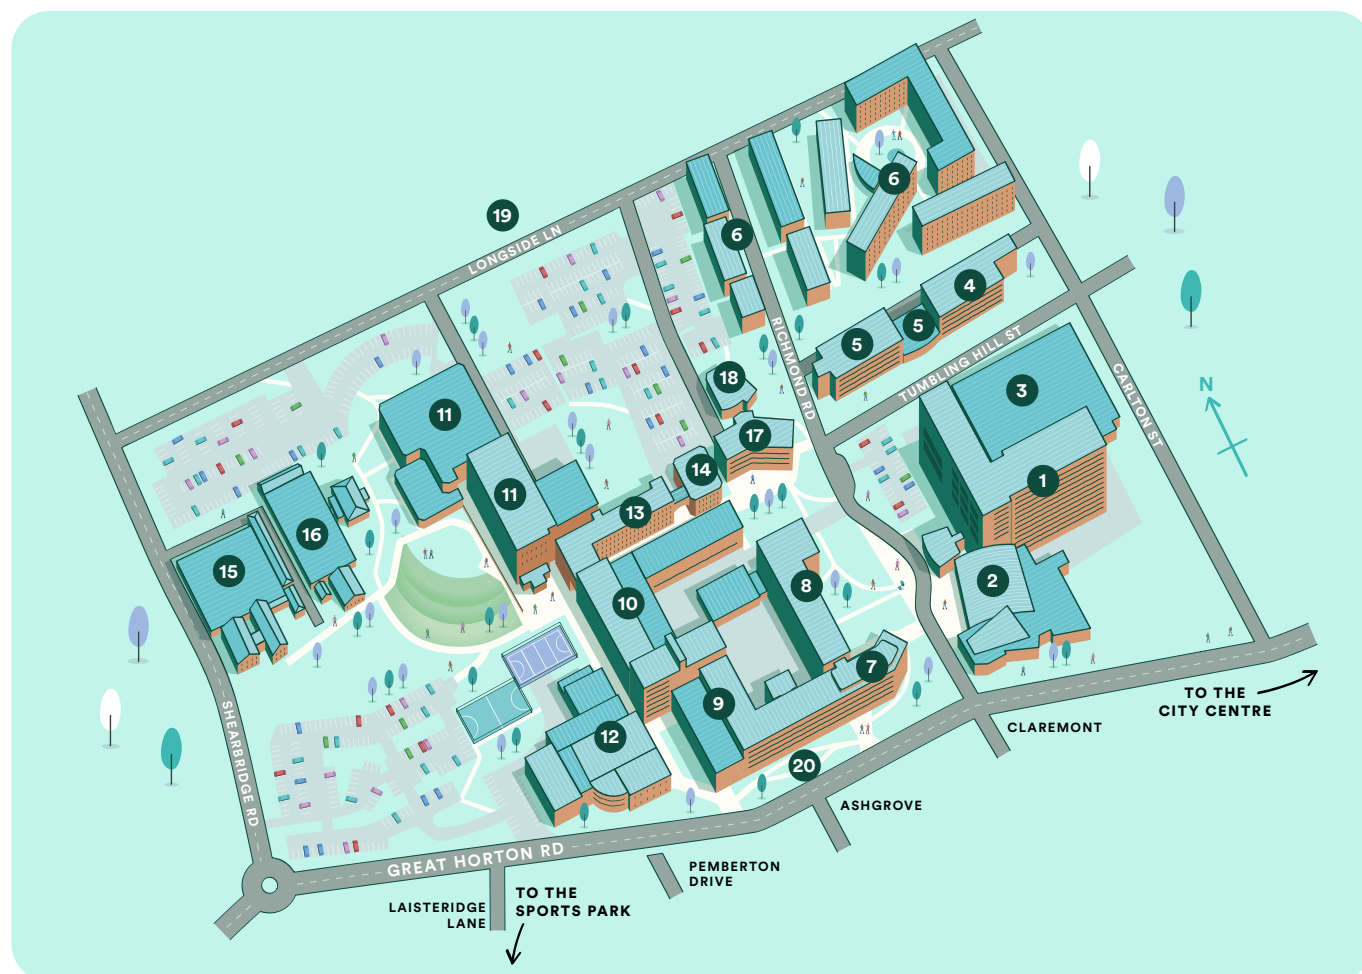 19
LONGSIDE LN
6
6
RICHMOND RD
4
5
5
TUMBLING HILL ST
3
CARLTON ST
N
18
17
14
11
11
13
1
16
15
2
10
8
7
9
12
20
SHEARBRIDGE RD
TO THE
CITY CENTRE
CLAREMONT
ASHGROVE
GREAT HORTON RD
PEMBERTON
DRIVE
LAISTERIDGE
LANE
TO THE
SPORTS PARK